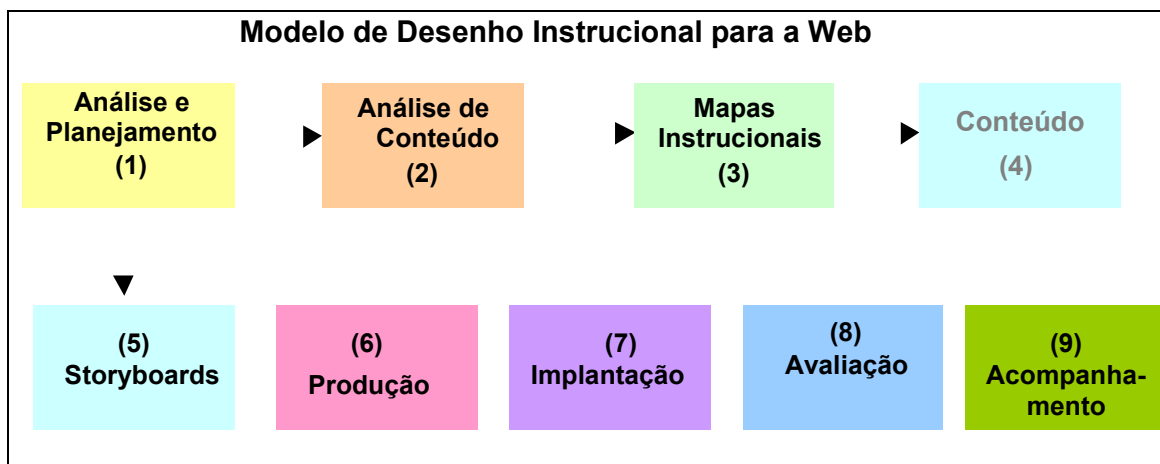 Modelo de Desenho Instrucional para a Web
Análise e
Planejamento
(1)
Análise de
Conteúdo
(2)
Mapas
Instrucionais
(3)
Conteúdo
(4)
(5)
Storyboards
(6)
Produção
(7)
Implantação
(8)
Avaliação
(9)
Acompanha-
mento